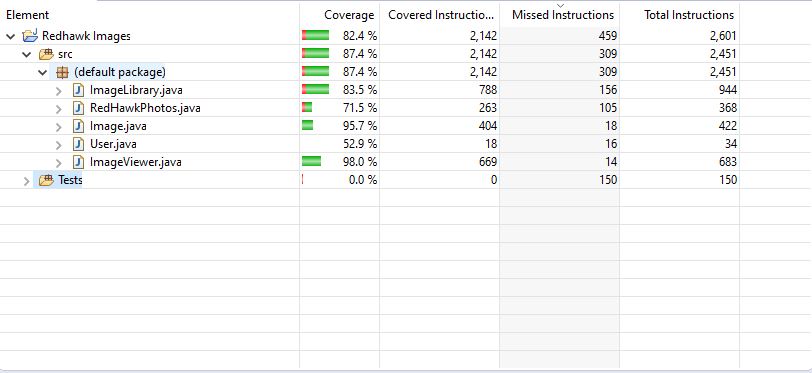 Element Coverage Covered Instructio... Missed Instructions Total Instructions
Redhawk Images 82.4 % 2,142 459 2,601
src 87.4 % 2,142 309 2,451
(default package) 87.4 % 2,142 309 2,451
ImageLibrary.java 83.5 % 788 156 944
RedHawkPhotos.java 71.5 % 263 105 368
Image.java 95.7 % 404 18 422
User.java 52.9 % 18 16 34
ImageViewer.java 98.0 % 669 14 683
Tests 0.0 % 0 150 150